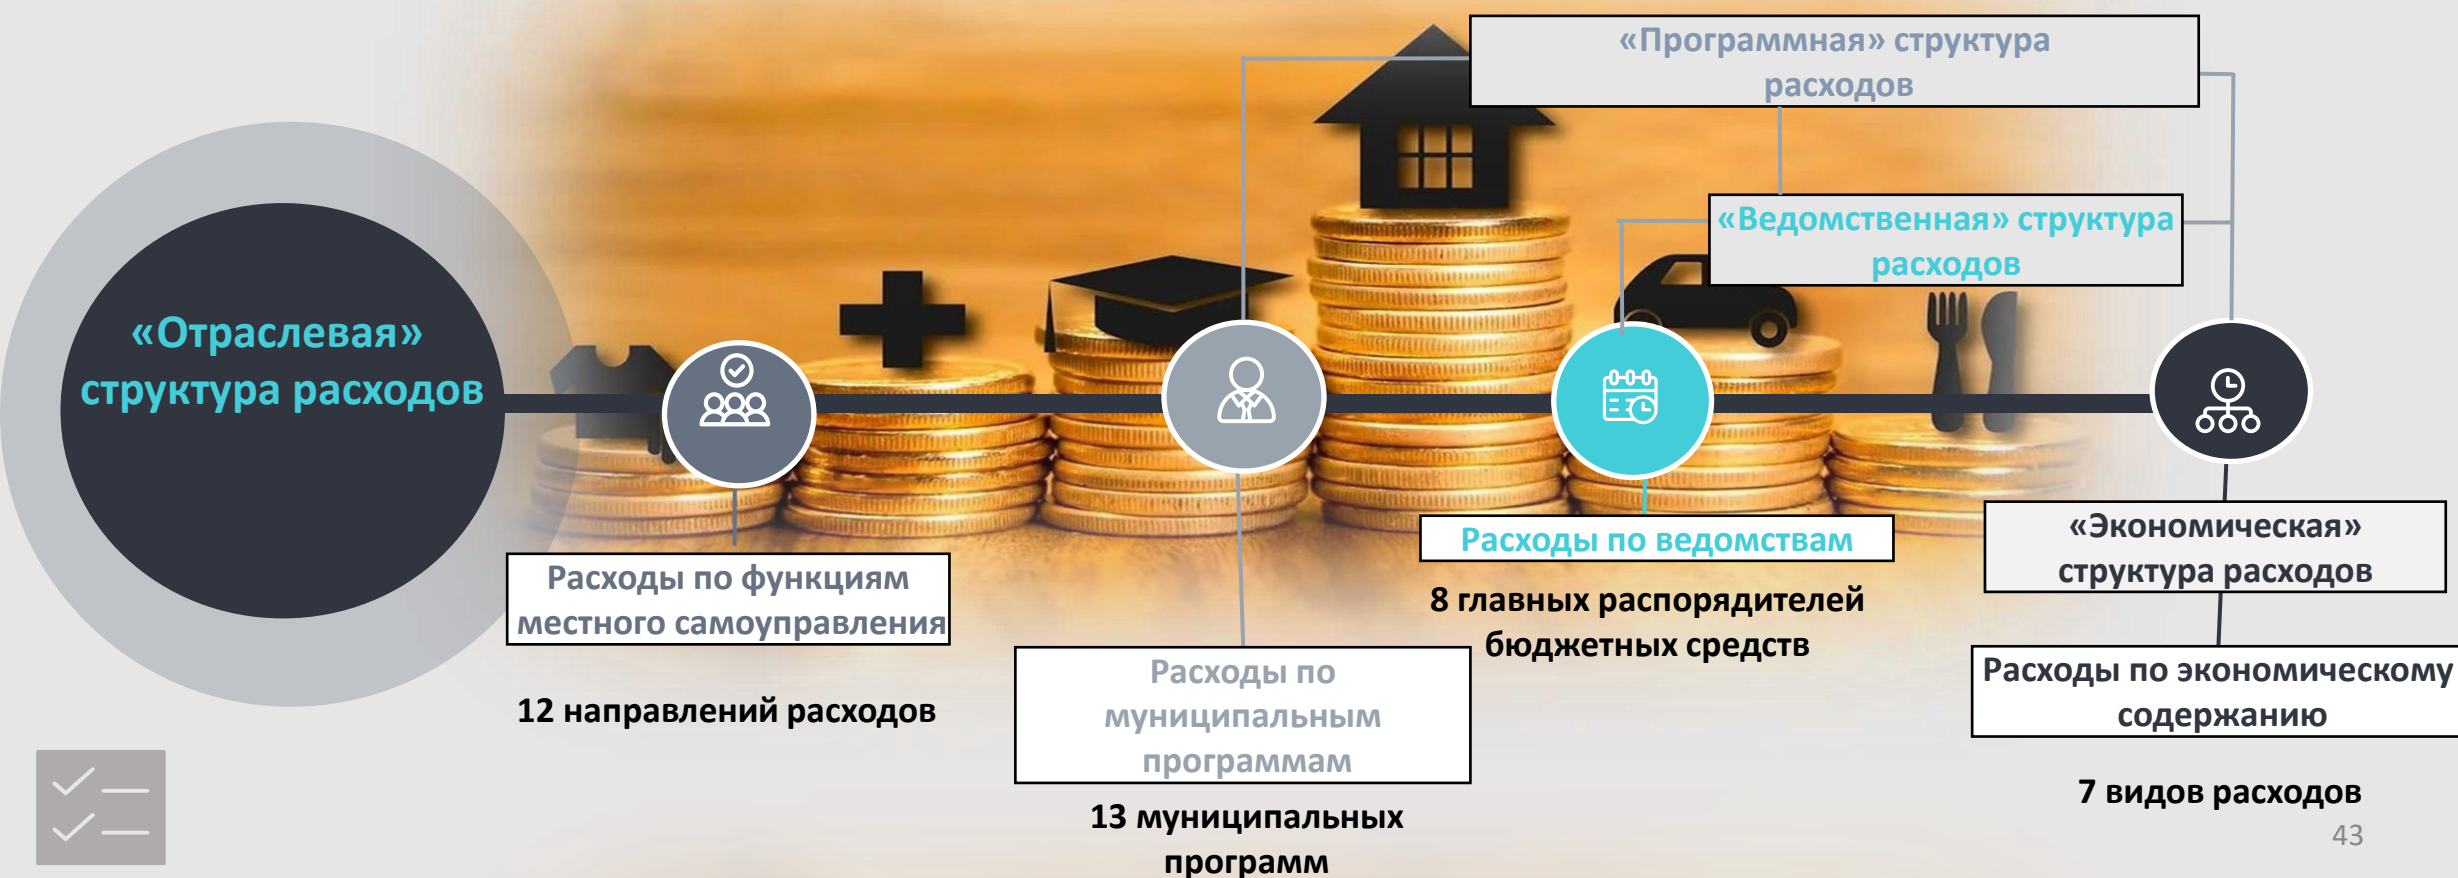 «Программная» структура
расходов
«Ведомственная» структура
расходов
«Отраслевая»
структура расходов
Расходы по функциям
местного самоуправления
12 направлений расходов
Расходы по
муниципальным
программам
13 муниципальных
программ
Расходы по ведомствам
8 главных распорядителей
бюджетных средств
«Экономическая»
структура расходов
Расходы по экономическому
содержанию
7 видов расходов
43